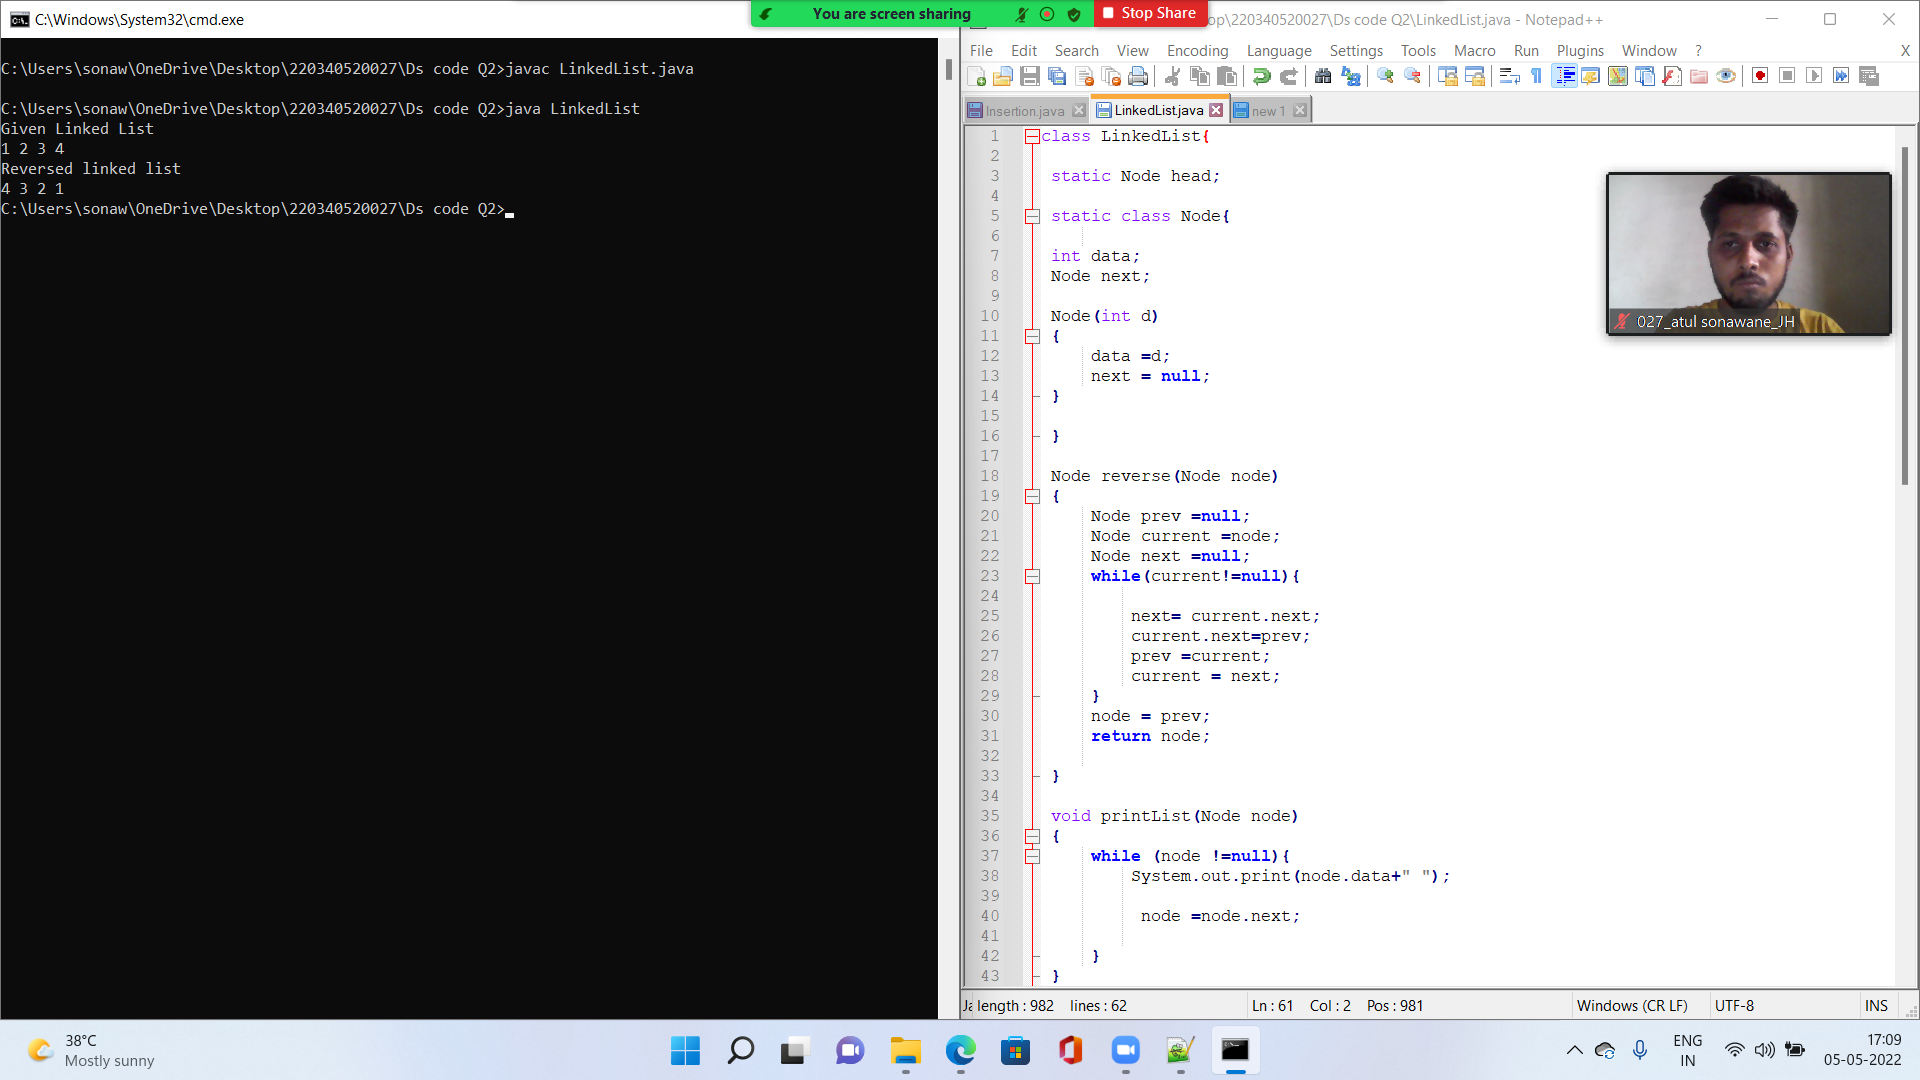 C:\Windows\System32\cmd.exe
You are screen sharing
Stop Share
op\220340520027\Ds code Q2\LinkedList.java - Notepad++
C:\Users\sonaw\OneDrive\Desktop\220340520027\Ds code Q2>javac LinkedList.java
C:\Users\sonaw\OneDrive\Desktop\220340520027\Ds code Q2>java LinkedList
Given Linked List
1 2 3 4
Reversed linked list
4 3 2 1
C:\Users\sonaw\OneDrive\Desktop\220340520027\Ds code Q2>
File Edit Search View Encoding Language Settings Tools Macro Run Plugins Window ? X
Insertion.java LinkedList.java new 1
1 class LinkedList{
2
3 static Node head;
4
5 static class Node{
6
7 int data;
8 Node next;
9
10 Node(int d)
11 {
12 data =d;
13 next = null;
14 }
15
16 }
17
18 Node reverse(Node node)
19 {
20 Node prev =null;
21 Node current =node;
22 Node next =null;
23 while(current!=null){
24
25 next= current.next;
26 current.next=prev;
27 prev =current;
28 current = next;
29 }
30 node = prev;
31 return node;
32
33 }
34
35 void printList(Node node)
36 {
37 while (node !=null){
38 System.out.print(node.data+" ");
39
40 node =node.next;
41
42 }
43 }
027_atul sonawane_JH
Ja length : 982 lines : 62 Ln : 61 Col : 2 Pos : 981 Windows (CR LF) UTF-8 INS
38°C
Mostly sunny
ENG
IN
17:09
05-05-2022